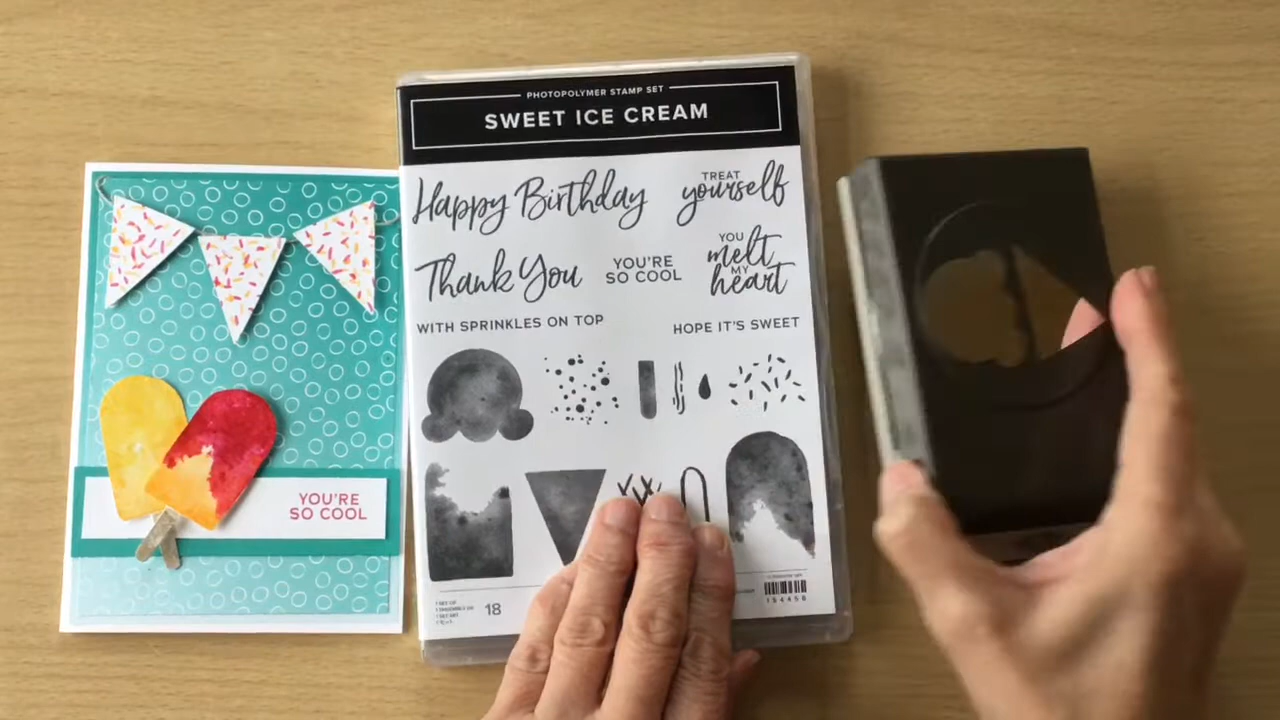 PHOTOPOLYMER STAMP SET
SWEET ICE CREAM
Happy Birthday
TREAT
yourself
Thank You
YOU'RE
SO COOL
YOU
melt
MY
heart
WITH SPRINKLES ON TOP
HOPE IT'S SWEET
18
YOU'RE
SO COOL